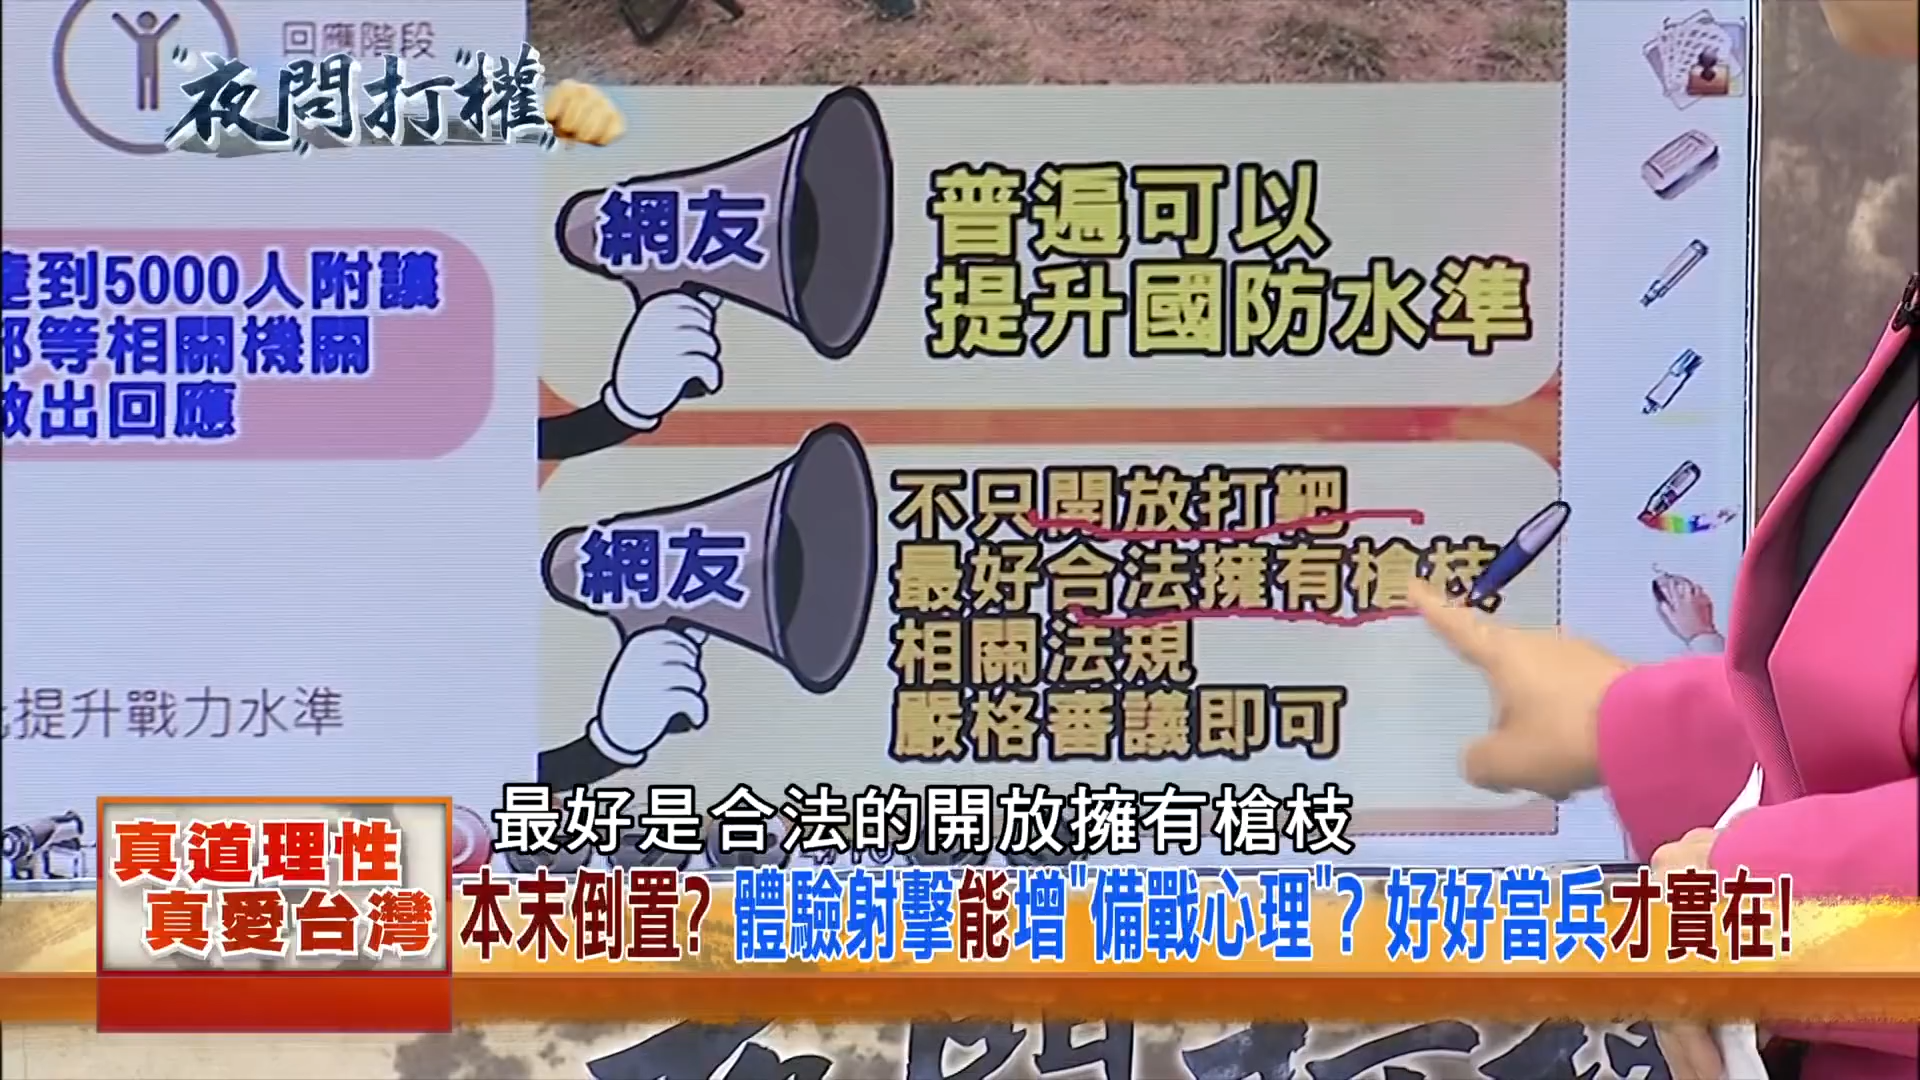 回應階段
"夜問打權"
網友
普遍可以
提升國防水準
達到5000人附議
部等相關機關
做出回應
網友
不只開放打靶
最好合法擁有槍枝
相關法規
嚴格審議即可
提升戰力水準
最好是合法的開放擁有槍枝
真道理性
真愛台灣
本末倒置? 體驗射擊能增"備戰心理"? 好好當兵才實在!